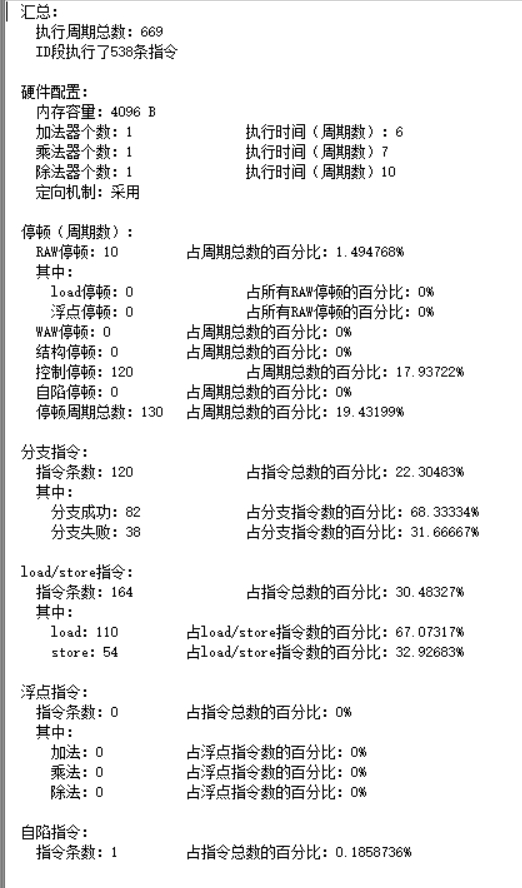 汇总:
执行周期总数: 669
ID段执行了538条指令
硬件配置:
内存容量: 4096 B
加法器个数: 1 执行时间(周期数): 6
乘法器个数: 1 执行时间(周期数)7
除法器个数: 1 执行时间(周期数)10
定向机制: 采用
停顿(周期数):
RAW停顿: 10 占周期总数的百分比: 1.494768%
其中:
load停顿: 0 占所有RAW停顿的百分比: 0%
浮点停顿: 0 占所有RAW停顿的百分比: 0%
WAW停顿: 0 占周期总数的百分比: 0%
结构停顿: 0 占周期总数的百分比: 0%
控制停顿: 120 占周期总数的百分比: 17.93722%
自陷停顿: 0 占周期总数的百分比: 0%
停顿周期总数: 130 占周期总数的百分比: 19.43199%
分支指令:
指令条数: 120 占指令总数的百分比: 22.30483%
其中:
分支成功: 82 占分支指令数的百分比: 68.33334%
分支失败: 38 占分支指令数的百分比: 31.66667%
load/store指令:
指令条数: 164 占指令总数的百分比: 30.48327%
其中:
load: 110 占load/store指令数的百分比: 67.07317%
store: 54 占load/store指令数的百分比: 32.92683%
浮点指令:
指令条数: 0 占指令总数的百分比: 0%
其中:
加法: 0 占浮点指令数的百分比: 0%
乘法: 0 占浮点指令数的百分比: 0%
除法: 0 占浮点指令数的百分比: 0%
自陷指令:
指令条数: 1 占指令总数的百分比: 0.1858736%